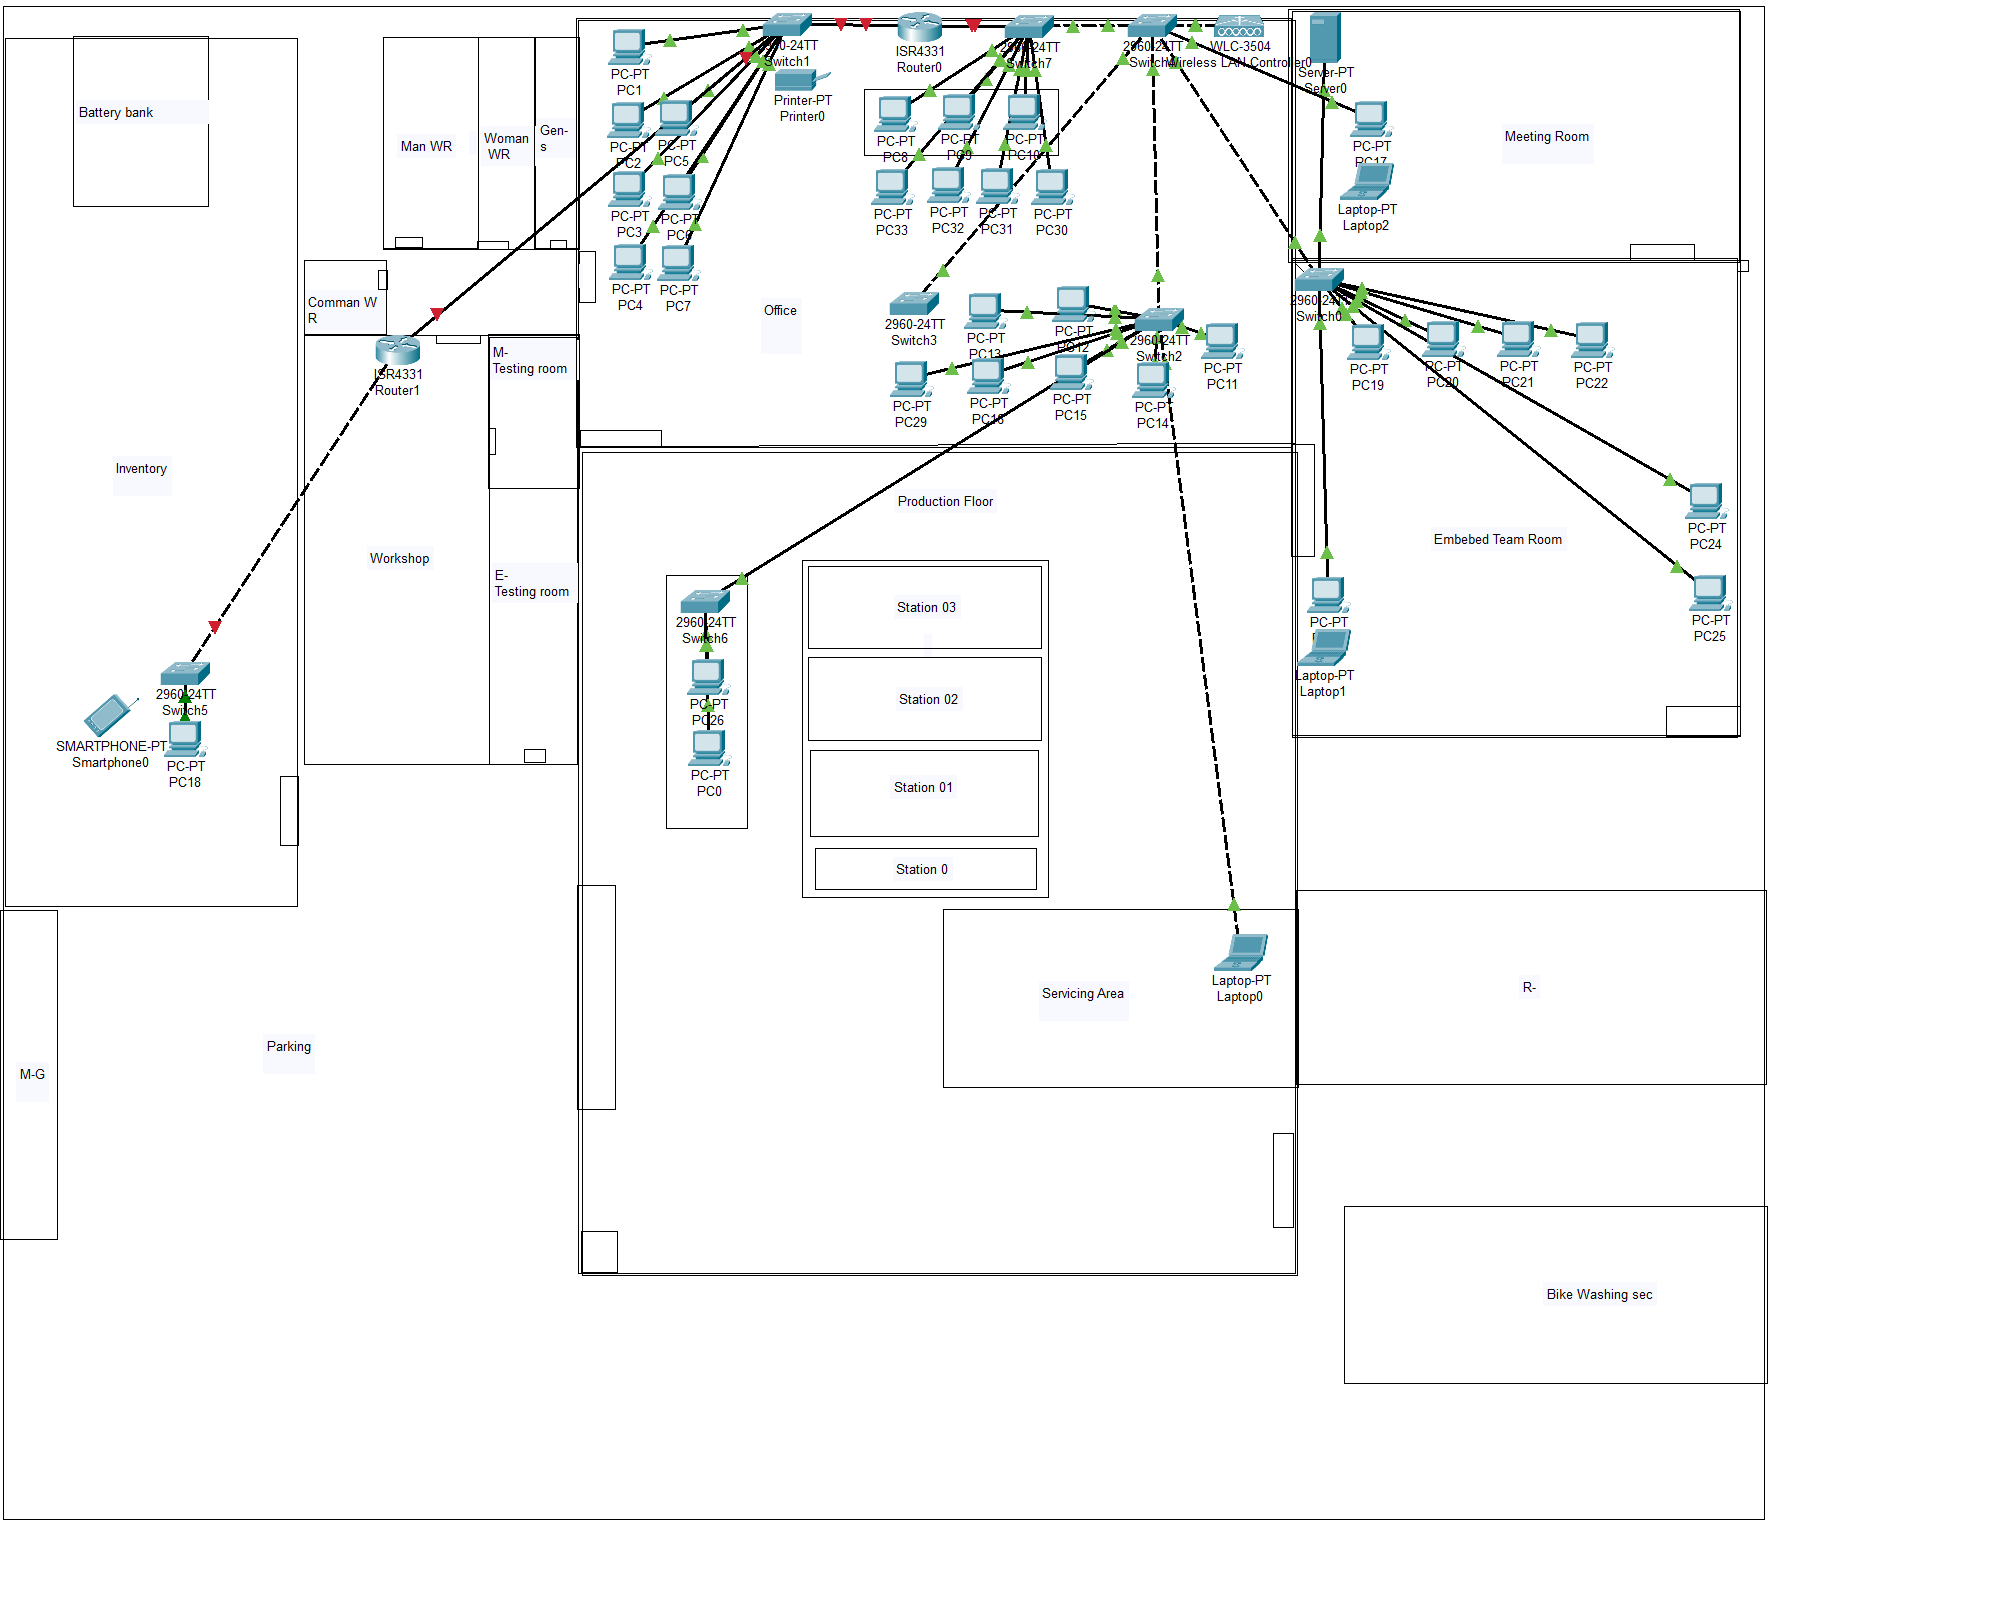 Battery bank
Man WR
Woman
WR
Gen-
s
Comman W
R
M-
Testing room
E-
Testing room
Workshop
Inventory
ISR4331
Router1
2960-24TT
Switch5
SMARTPHONE-PT
Smartphone0
PC-PT
PC18
M-G
Parking
PC-PT
PC1
PC-PT
PC2
PC-PT
PC5
PC-PT
PC3
PC-PT
PC6
PC-PT
PC4
PC-PT
PC7
2960-24TT
Switch1
Printer-PT
Printer0
ISR4331
Router0
2960-24TT
Switch7
2960-24TT
WLC-3504
Wireless LAN Controller0
PC-PT
PC8
PC-PT
PC9
PC-PT
PC10
PC-PT
PC33
PC-PT
PC32
PC-PT
PC31
PC-PT
PC30
Office
2960-24TT
Switch3
PC-PT
PC13
PC-PT
PC12
2960-24TT
Switch2
PC-PT
PC11
PC-PT
PC29
PC-PT
PC-PT
PC15
PC-PT
PC14
Server-PT
Server0
PC-PT
PC17
Laptop-PT
Laptop2
Meeting Room
2960-24TT
Switch0
PC-PT
PC19
PC-PT
PC20
PC-PT
PC21
PC-PT
PC22
PC-PT
PC24
PC-PT
PC25
Embebed Team Room
PC-PT
Laptop-PT
Laptop1
Production Floor
2960-24TT
Switch6
PC-PT
PC26
PC-PT
PC0
Station 03
Station 02
Station 01
Station 0
Servicing Area
Laptop-PT
Laptop0
R-
Bike Washing sec